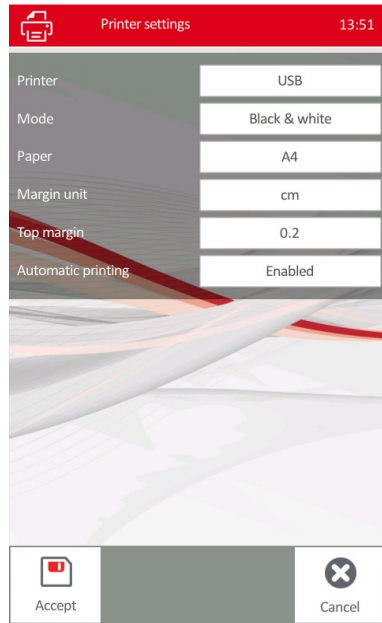 Printer settings 13:51
Printer USB
Mode Black & white
Paper A4
Margin unit cm
Top margin 0.2
Automatic printing Enabled
Accept Cancel